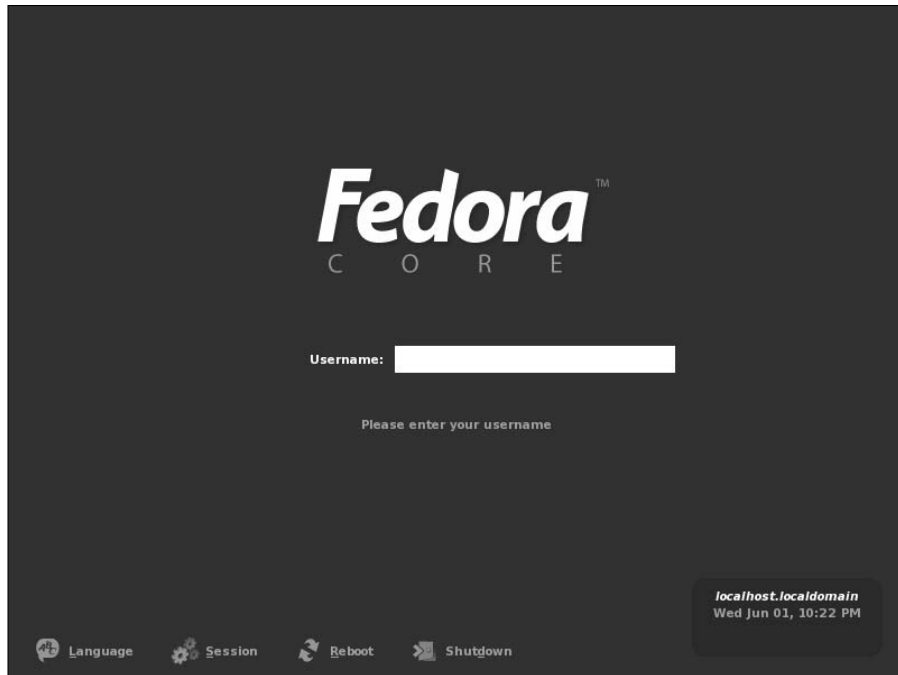 Fedora™
CORE
Username:
Please enter your username
localhost.localdomain
Wed Jun 01, 10:22 PM
Language
Session
Reboot
Shutdown